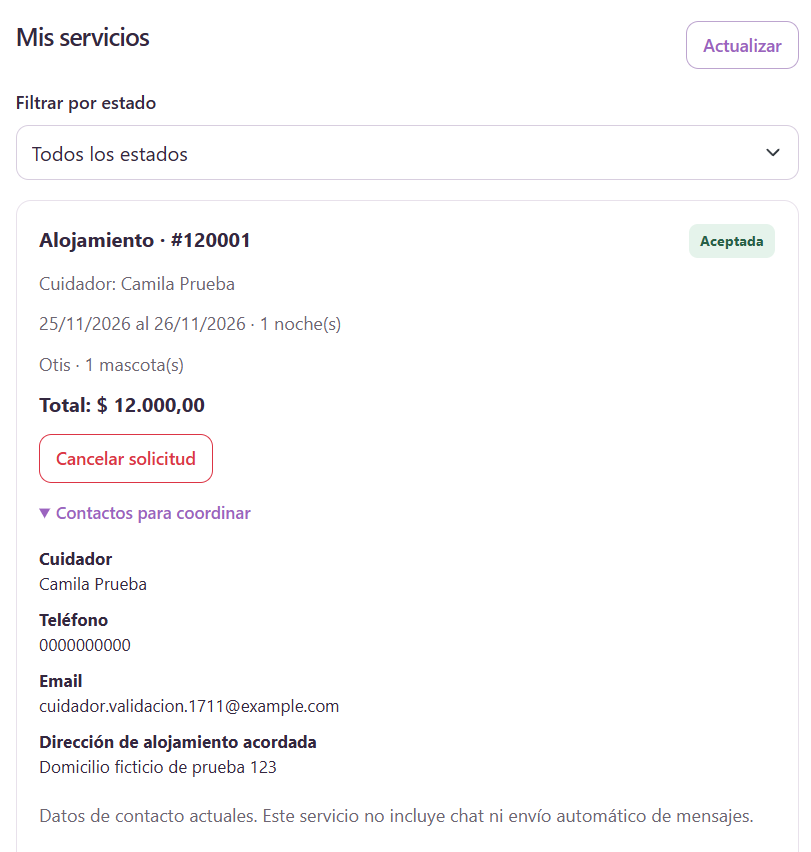 Mis servicios
Actualizar
Filtrar por estado
Todos los estados
Alojamiento · #120001
Aceptada
Cuidador: Camila Prueba
25/11/2026 al 26/11/2026 · 1 noche(s)
Otis · 1 mascota(s)
Total: $ 12.000,00
Cancelar solicitud
▼ Contactos para coordinar
Cuidador
Camila Prueba
Teléfono
0000000000
Email
cuidador.validacion.1711@example.com
Dirección de alojamiento acordada
Domicilio ficticio de prueba 123
Datos de contacto actuales. Este servicio no incluye chat ni envío automático de mensajes.